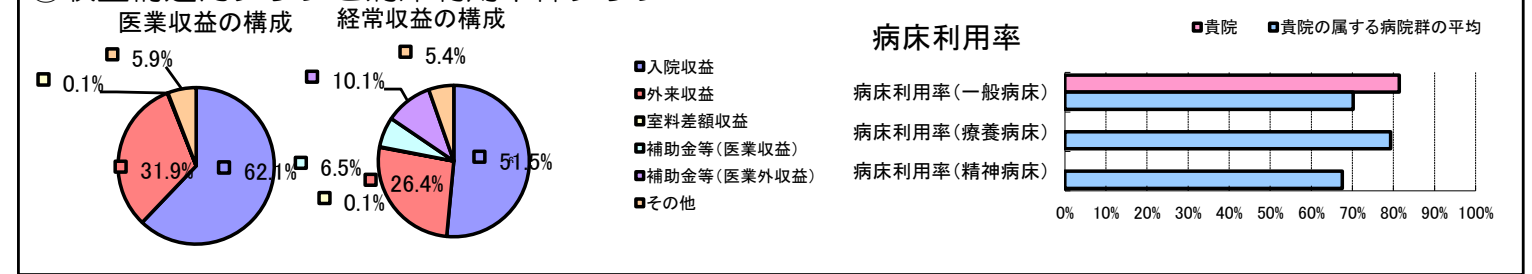 医業収益の構成
5.9%
0.1%
31.9%
62.1%
経常収益の構成
5.4%
10.1%
6.5%
0.1%
26.4%
51.5%
入院収益
外来収益
室料差額収益
補助金等(医業収益)
補助金等(医業外収益)
その他
病床利用率
貴院 貴院の属する病院群の平均
病床利用率(一般病床)
病床利用率(療養病床)
病床利用率(精神病床)
0% 10% 20% 30% 40% 50% 60% 70% 80% 90% 100%